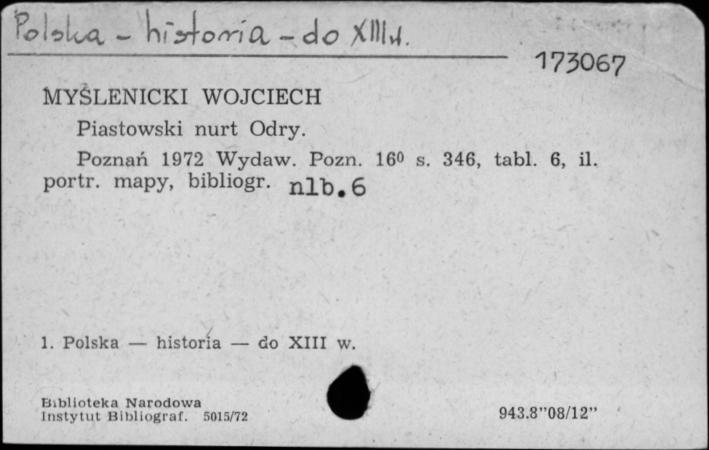 Polska - historia - do XIII w.
173067
MYŚLENICKI WOJCIECH
Piastowski nurt Odry.
Poznań 1972 Wydaw. Pozn. 16⁰ s. 346, tabl. 6, il.
portr. mapy, bibliogr. nlb.6
1. Polska — historia — do XIII w.
Biblioteka Narodowa
Instytut Bibliograf. 5015/72
943.8"08/12"